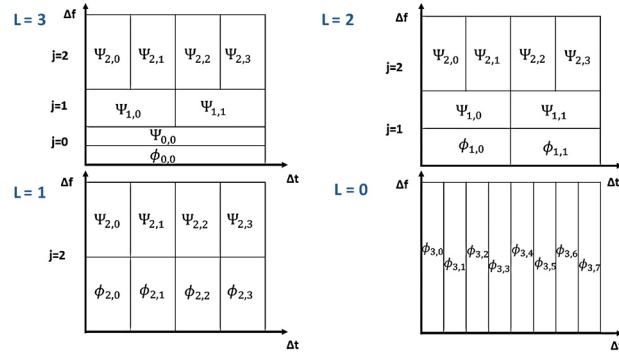 L = 3
Δf
j=2
Ψ2,0 Ψ2,1 Ψ2,2 Ψ2,3
j=1
Ψ1,0 Ψ1,1
j=0
Ψ0,0
ϕ0,0
Δt
L = 2
Δf
j=2
Ψ2,0 Ψ2,1 Ψ2,2 Ψ2,3
Ψ1,0 Ψ1,1
j=1
ϕ1,0 ϕ1,1
Δt
L = 1
Δf
j=2
Ψ2,0 Ψ2,1 Ψ2,2 Ψ2,3
ϕ2,0 ϕ2,1 ϕ2,2 ϕ2,3
Δt
L = 0
Δf
ϕ3,0 ϕ3,1 ϕ3,2 ϕ3,3 ϕ3,4 ϕ3,5 ϕ3,6 ϕ3,7
Δt